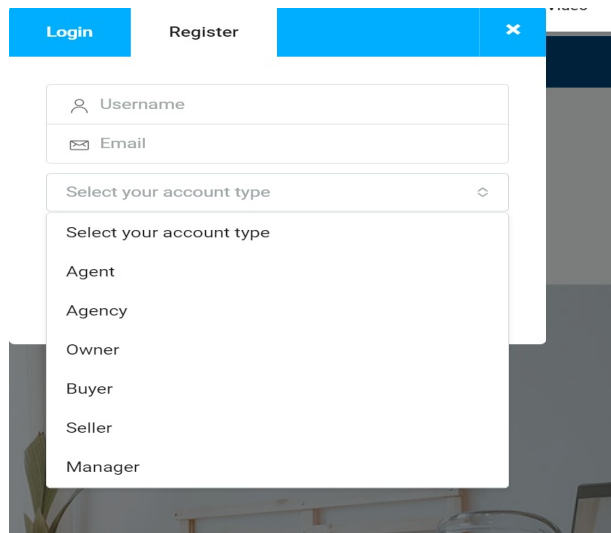 Login Register ×
Username
Email
Select your account type
Select your account type
Agent
Agency
Owner
Buyer
Seller
Manager